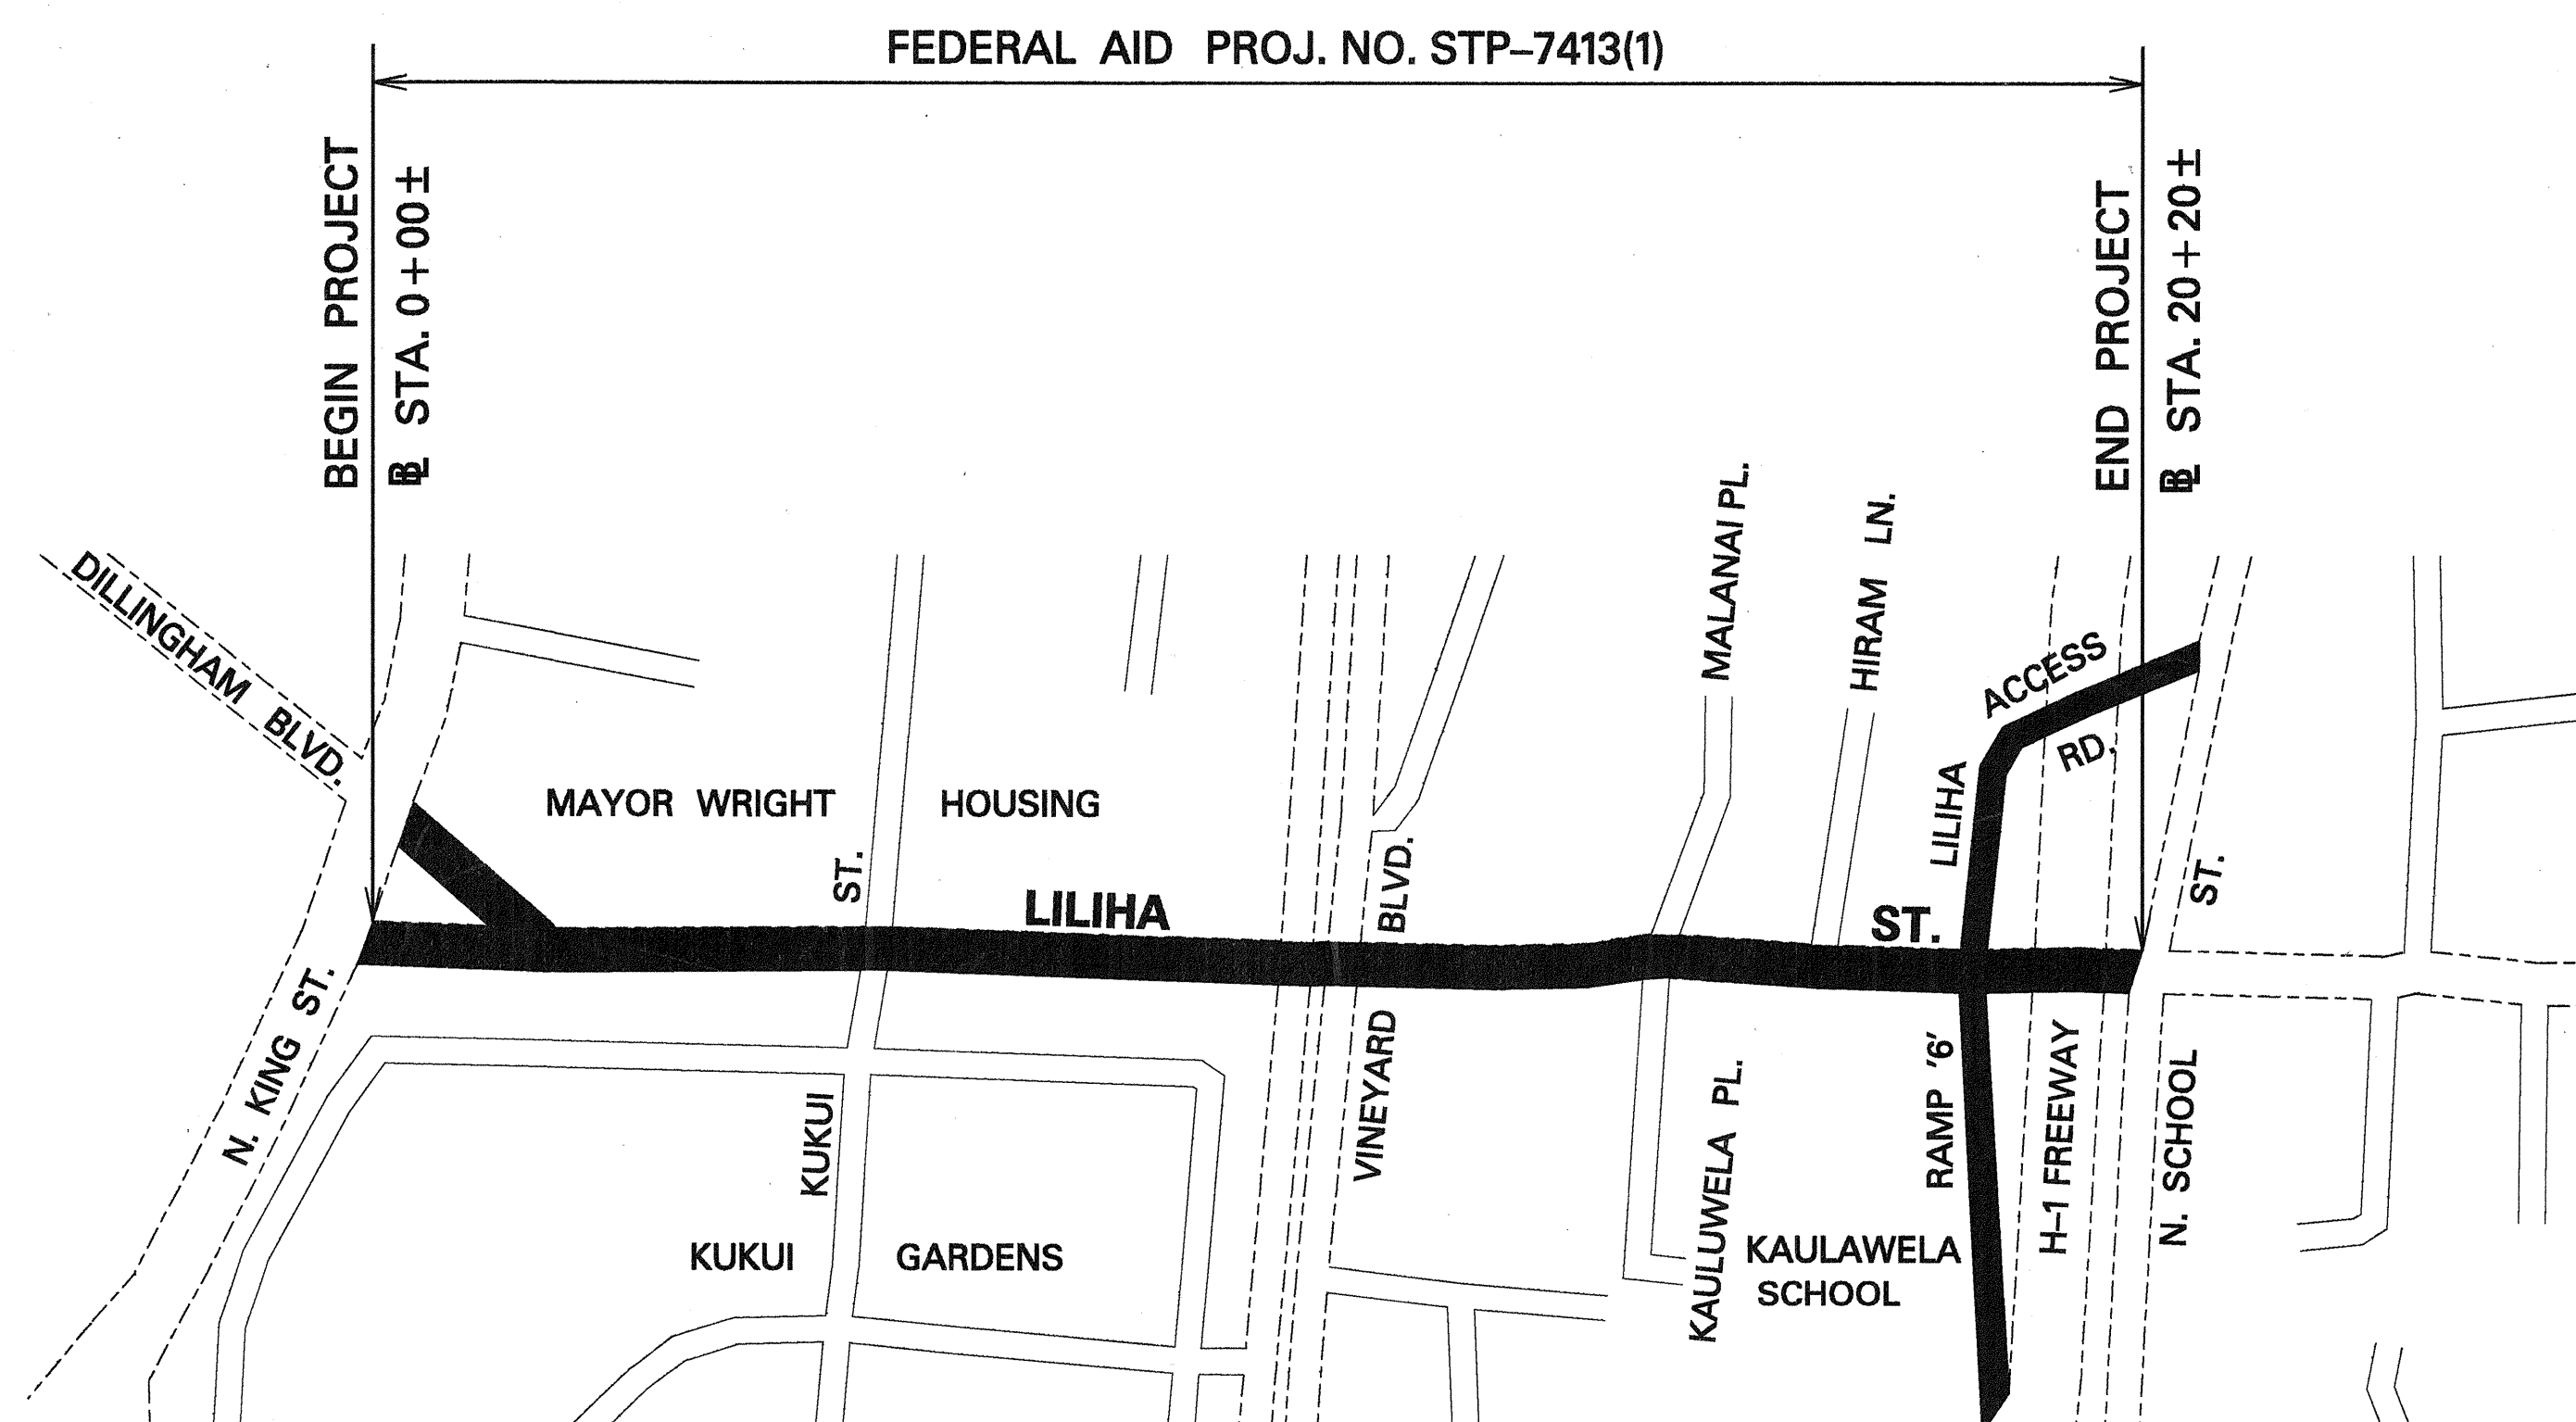 FEDERAL AID PROJ. NO. STP–7413(1)
BEGIN PROJECT
BL STA. 0+00±
END PROJECT
BL STA. 20+20±
DILLINGHAM BLVD.
MALANAI PL.
HIRAM LN.
LILIHA
ACCESS
RD.
MAYOR WRIGHT
HOUSING
LILIHA
ST.
N. KING ST.
KUKUI
ST.
VINEYARD
BLVD.
KAULUWELA PL.
RAMP '6'
H–1 FREEWAY
N. SCHOOL
ST.
KUKUI
GARDENS
KAULAWELA
SCHOOL